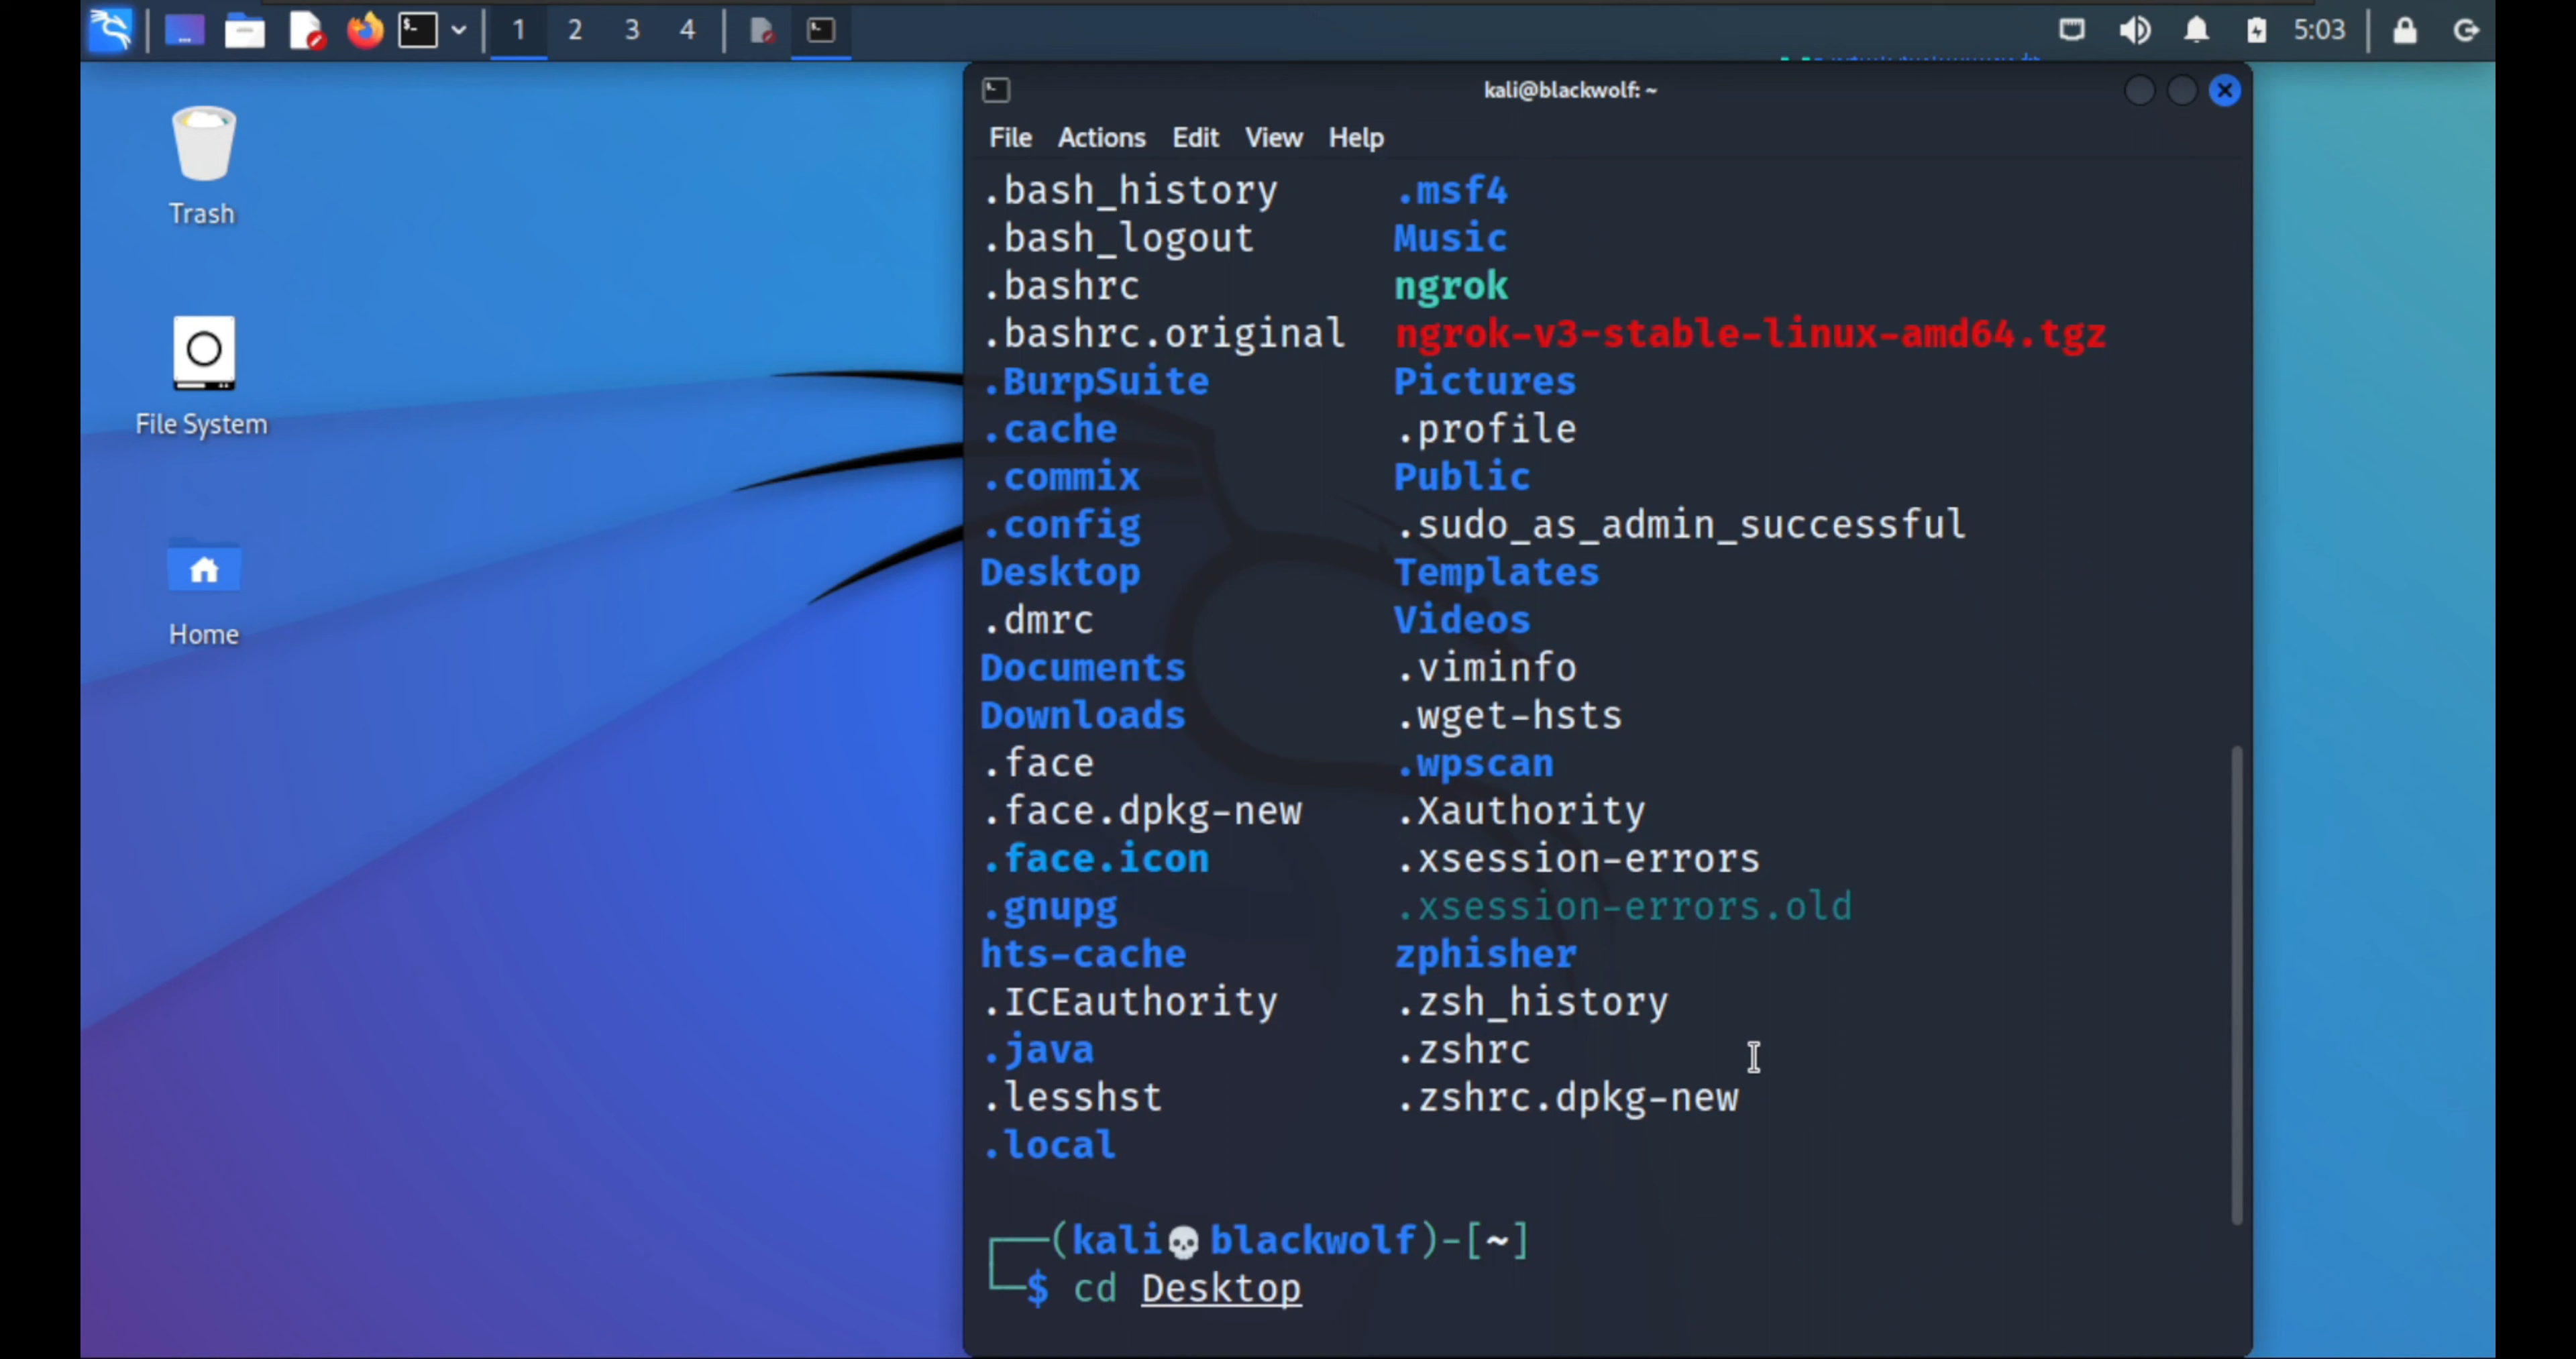 1 2 3 4 5:03
kali@blackwolf: ~
File Actions Edit View Help
Trash
File System
Home
.bash_history .msf4
.bash_logout Music
.bashrc ngrok
.bashrc.original ngrok-v3-stable-linux-amd64.tgz
.BurpSuite Pictures
.cache .profile
.commix Public
.config .sudo_as_admin_successful
Desktop Templates
.dmrc Videos
Documents .viminfo
Downloads .wget-hsts
.face .wpscan
.face.dpkg-new .Xauthority
.face.icon .xsession-errors
.gnupg .xsession-errors.old
hts-cache zphisher
.ICEauthority .zsh_history
.java .zshrc
.lesshst .zshrc.dpkg-new
.local
┌──(kali💀blackwolf)-[~]
└─$ cd Desktop